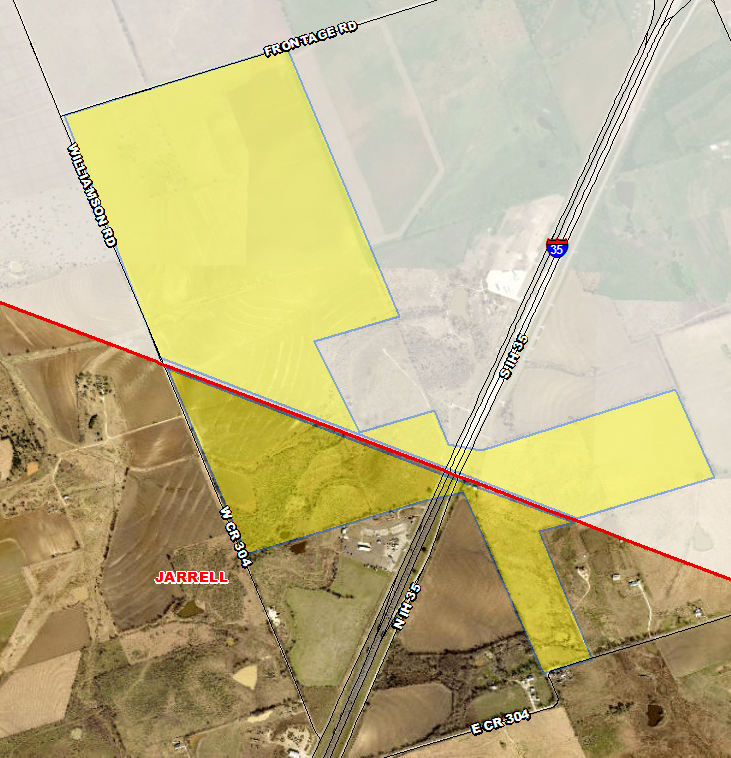 FRONTAGE RD
WILLIAMSON RD
35
S IH 35
W CR 304
JARRELL
N IH 35
E CR 304